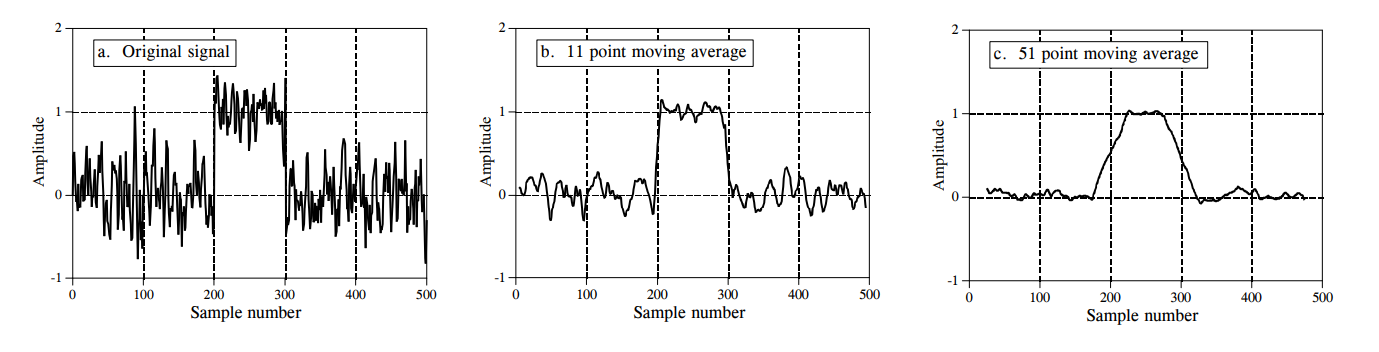 a. Original signal
2
1
0
-1
Amplitude
0 100 200 300 400 500
Sample number
b. 11 point moving average
2
1
0
-1
Amplitude
0 100 200 300 400 500
Sample number
c. 51 point moving average
2
1
0
-1
Amplitude
0 100 200 300 400 500
Sample number